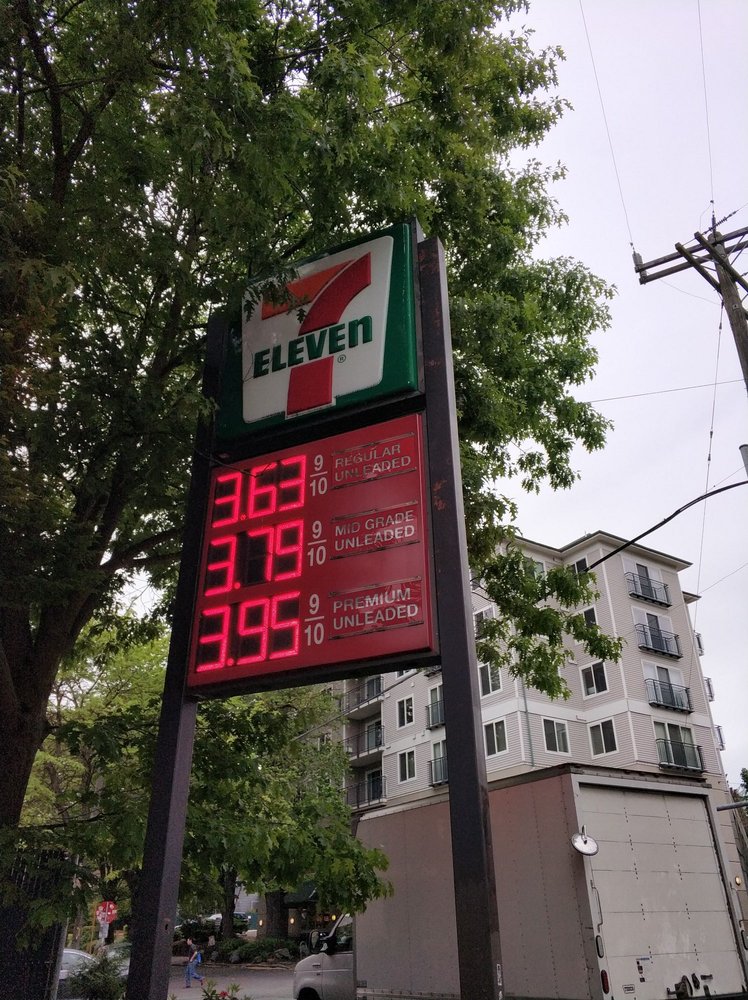 7
ELEVEn®
3.63 9/10 REGULAR
UNLEADED
3.79 9/10 MID GRADE
UNLEADED
3.95 9/10 PREMIUM
UNLEADED